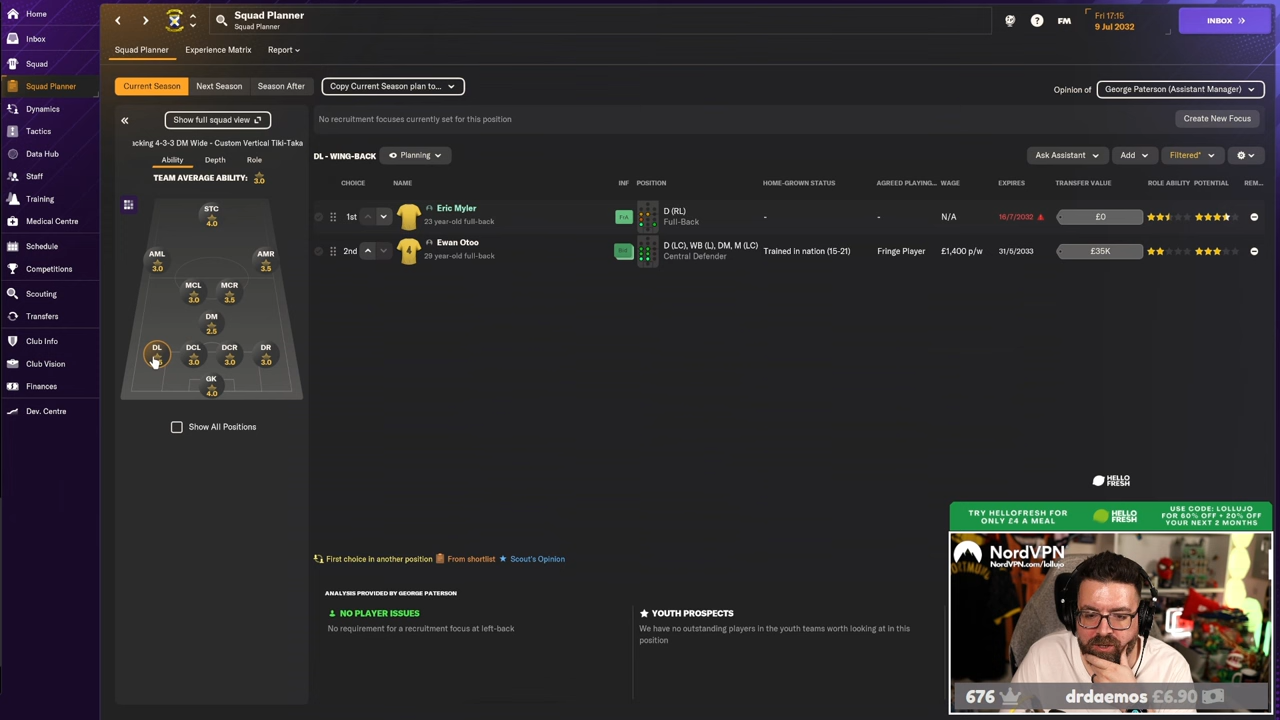 Home
Inbox
Squad
Squad Planner
Dynamics
Tactics
Data Hub
Staff
Training
Medical Centre
Schedule
Competitions
Scouting
Transfers
Club Info
Club Vision
Finances
Dev. Centre
Squad Planner
Squad Planner
FM
Fri 17:15
9 Jul 2032
INBOX
Squad Planner Experience Matrix Report
Current Season Next Season Season After Copy Current Season plan to...
Opinion of George Paterson (Assistant Manager)
Show full squad view
acking 4-3-3 DM Wide - Custom Vertical Tiki-Taka
Ability Depth Role
TEAM AVERAGE ABILITY: 3.0
STC
4.0
AML
3.0
AMR
3.5
MCL
3.0
MCR
3.5
DM
2.5
DL
DCL
3.0
DCR
3.0
DR
3.0
GK
4.0
Show All Positions
No recruitment focuses currently set for this position
Create New Focus
DL - WING-BACK Planning
Ask Assistant Add Filtered*
CHOICE NAME INF POSITION HOME-GROWN STATUS AGREED PLAYING... WAGE EXPIRES TRANSFER VALUE ROLE ABILITY POTENTIAL REM...
1st Eric Myler
23 year-old full-back
D (RL)
Full-Back
- - N/A 16/7/2032 £0
2nd 4 Ewan Otoo
29 year-old full-back
D (LC), WB (L), DM, M (LC)
Central Defender
Trained in nation (15-21) Fringe Player £1,400 p/w 31/5/2033 £35K
First choice in another position From shortlist Scout's Opinion
ANALYSIS PROVIDED BY GEORGE PATERSON
NO PLAYER ISSUES
No requirement for a recruitment focus at left-back
YOUTH PROSPECTS
We have no outstanding players in the youth teams worth looking at in this
position
HELLO
FRESH
TRY HELLOFRESH FOR
ONLY £4 A MEAL
HELLO
FRESH
USE CODE: LOLLUJO
FOR 60% OFF + 20% OFF
YOUR NEXT 2 MONTHS
NordVPN
NordVPN.com/lollujo
676 drdaemos £6.90